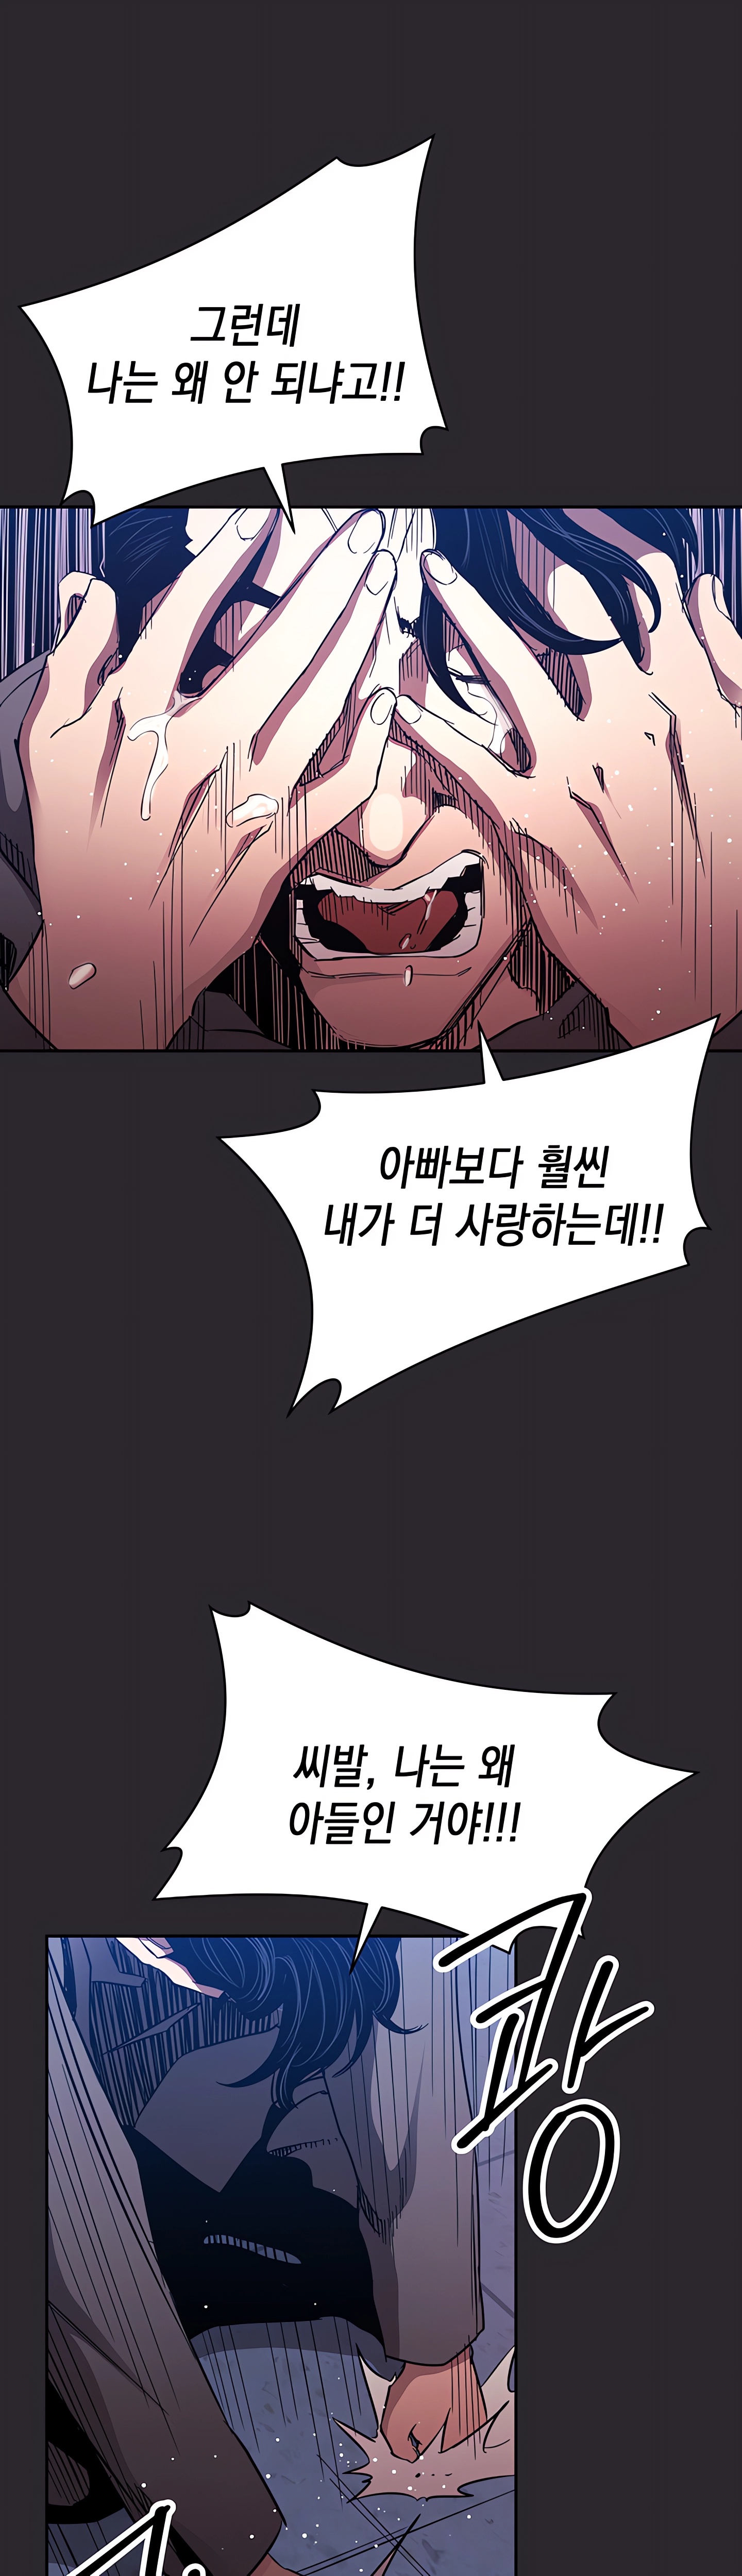 그런데
나는 왜 안 되냐고!!
아빠보다 훨씬
내가 더 사랑하는데!!
씨발, 나는 왜
아들인 거야!!!
쾅